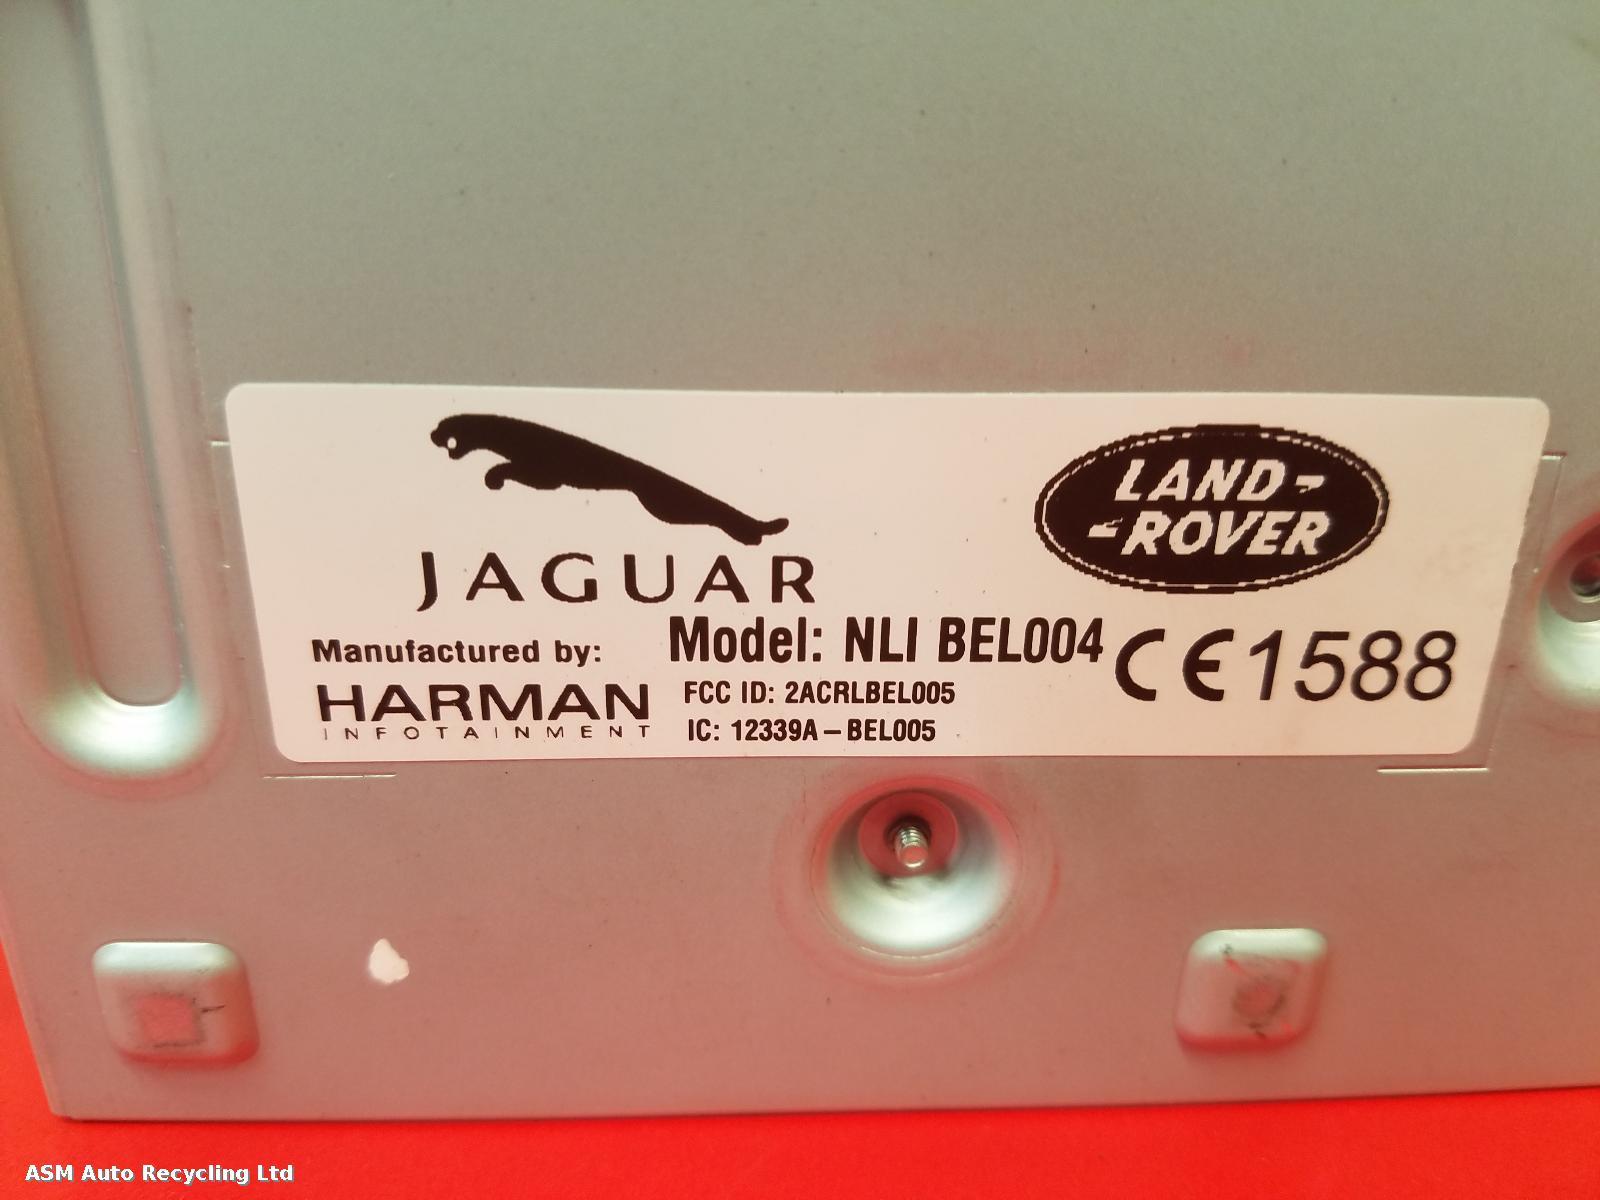 JAGUAR
LAND-
-ROVER
Manufactured by:
HARMAN
INFOTAINMENT
Model: NLI BEL004
FCC ID: 2ACRLBEL005
IC: 12339A-BEL005
CE1588
ASM Auto Recycling Ltd